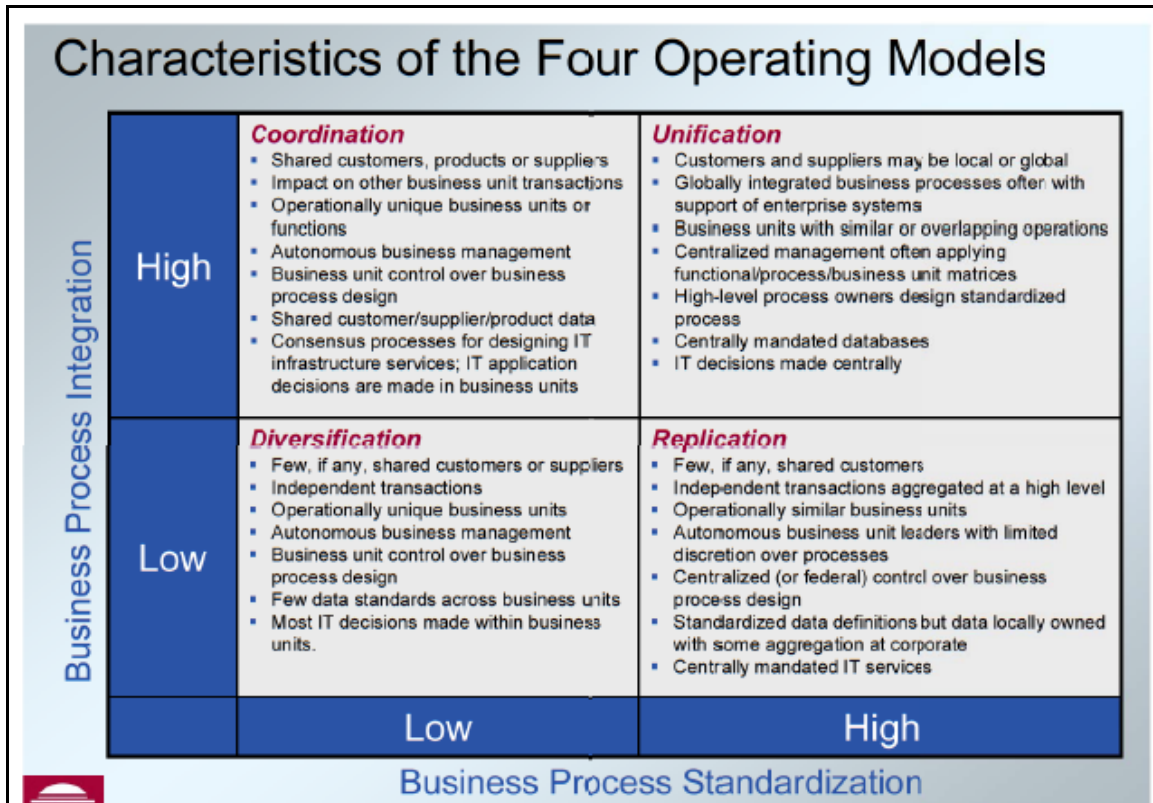 Characteristics of the Four Operating Models
Business Process Integration
High
Coordination
Shared customers, products or suppliers
Impact on other business unit transactions
Operationally unique business units or
functions
Autonomous business management
Business unit control over business
process design
Shared customer/supplier/product data
Consensus processes for designing IT
infrastructure services; IT application
decisions are made in business units
Unification
Customers and suppliers may be local or global
Globally integrated business processes often with
support of enterprise systems
Business units with similar or overlapping operations
Centralized management often applying
functional/process/business unit matrices
High-level process owners design standardized
process
Centrally mandated databases
IT decisions made centrally
Low
Diversification
Few, if any, shared customers or suppliers
Independent transactions
Operationally unique business units
Autonomous business management
Business unit control over business
process design
Few data standards across business units
Most IT decisions made within business
units.
Replication
Few, if any, shared customers
Independent transactions aggregated at a high level
Operationally similar business units
Autonomous business unit leaders with limited
discretion over processes
Centralized (or federal) control over business
process design
Standardized data definitions but data locally owned
with some aggregation at corporate
Centrally mandated IT services
Low
High
Business Process Standardization